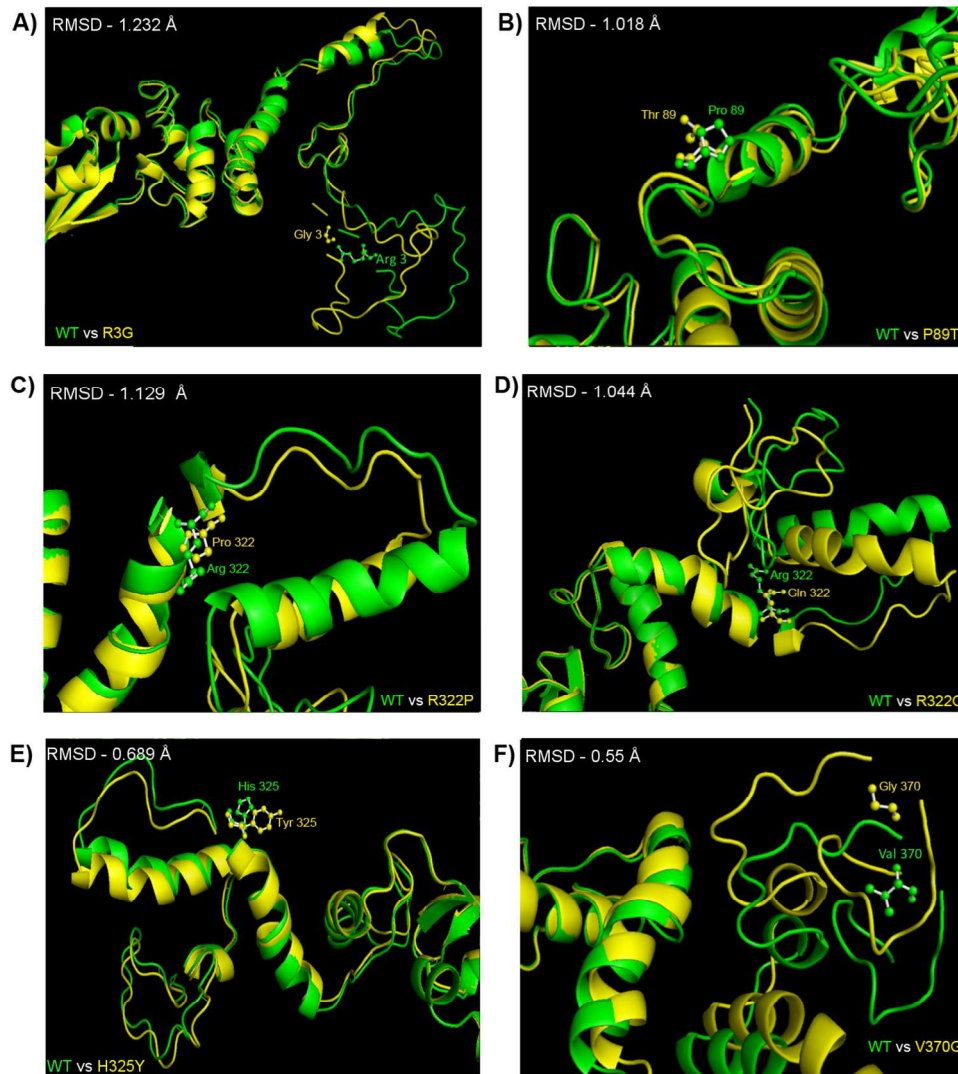 A)
RMSD - 1.232 Å
Gly 3
Arg 3
WT vs R3G
B)
RMSD - 1.018 Å
Thr 89
Pro 89
WT vs P89T
C)
RMSD - 1.129 Å
Pro 322
Arg 322
WT vs R322P
D)
RMSD - 1.044 Å
Arg 322
Gln 322
WT vs R322Q
E)
RMSD - 0.689 Å
His 325
Tyr 325
WT vs H325Y
F)
RMSD - 0.55 Å
Gly 370
Val 370
WT vs V370G